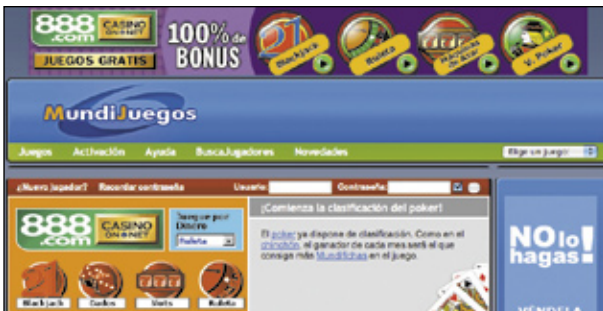 888.com
CASINO ON NET
JUEGOS GRATIS
100% de
BONUS
Blackjack
Ruleta
Máquinas de Azar
V. Poker
MundiJuegos
Juegos Activación Ayuda BuscaJugadores Novedades Elige un juego
¿Nuevo jugador? Recordar contraseña Usuario: Contraseña:
888.com
CASINO ON NET
Juegue por
Dinero
Ruleta
Blackjack Dados Slots Ruleta
¡Comienza la clasificación del poker!
El poker ya dispone de clasificación. Como en el
chinchón, el ganador de cada mes será el que
consiga más Mundifichas en el juego.
NO lo
hagas!
VÉNDELA